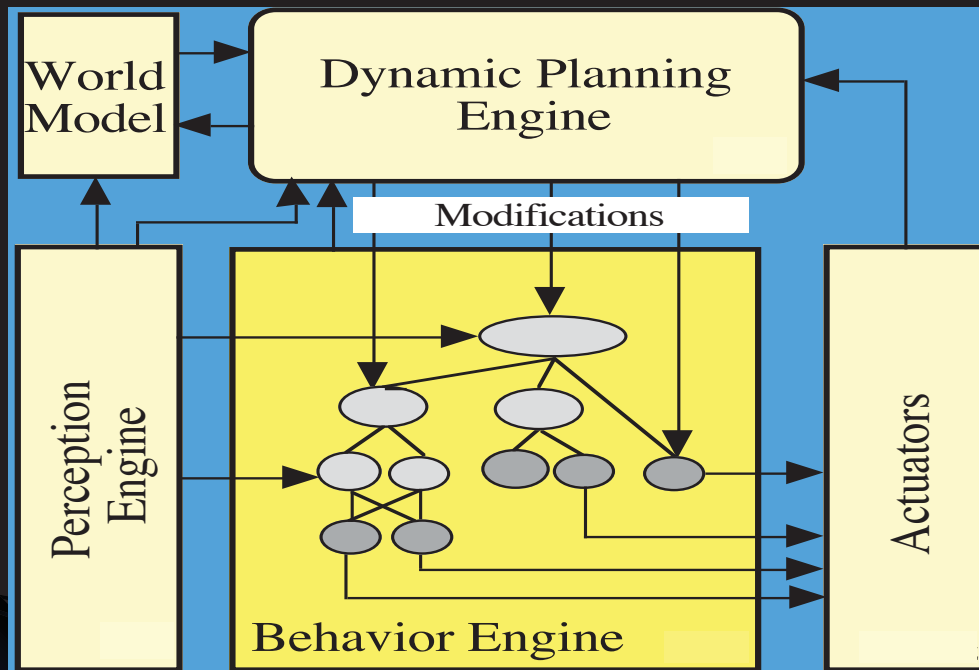 World
Model
Dynamic Planning
Engine
Modifications
Perception
Engine
Actuators
Behavior Engine